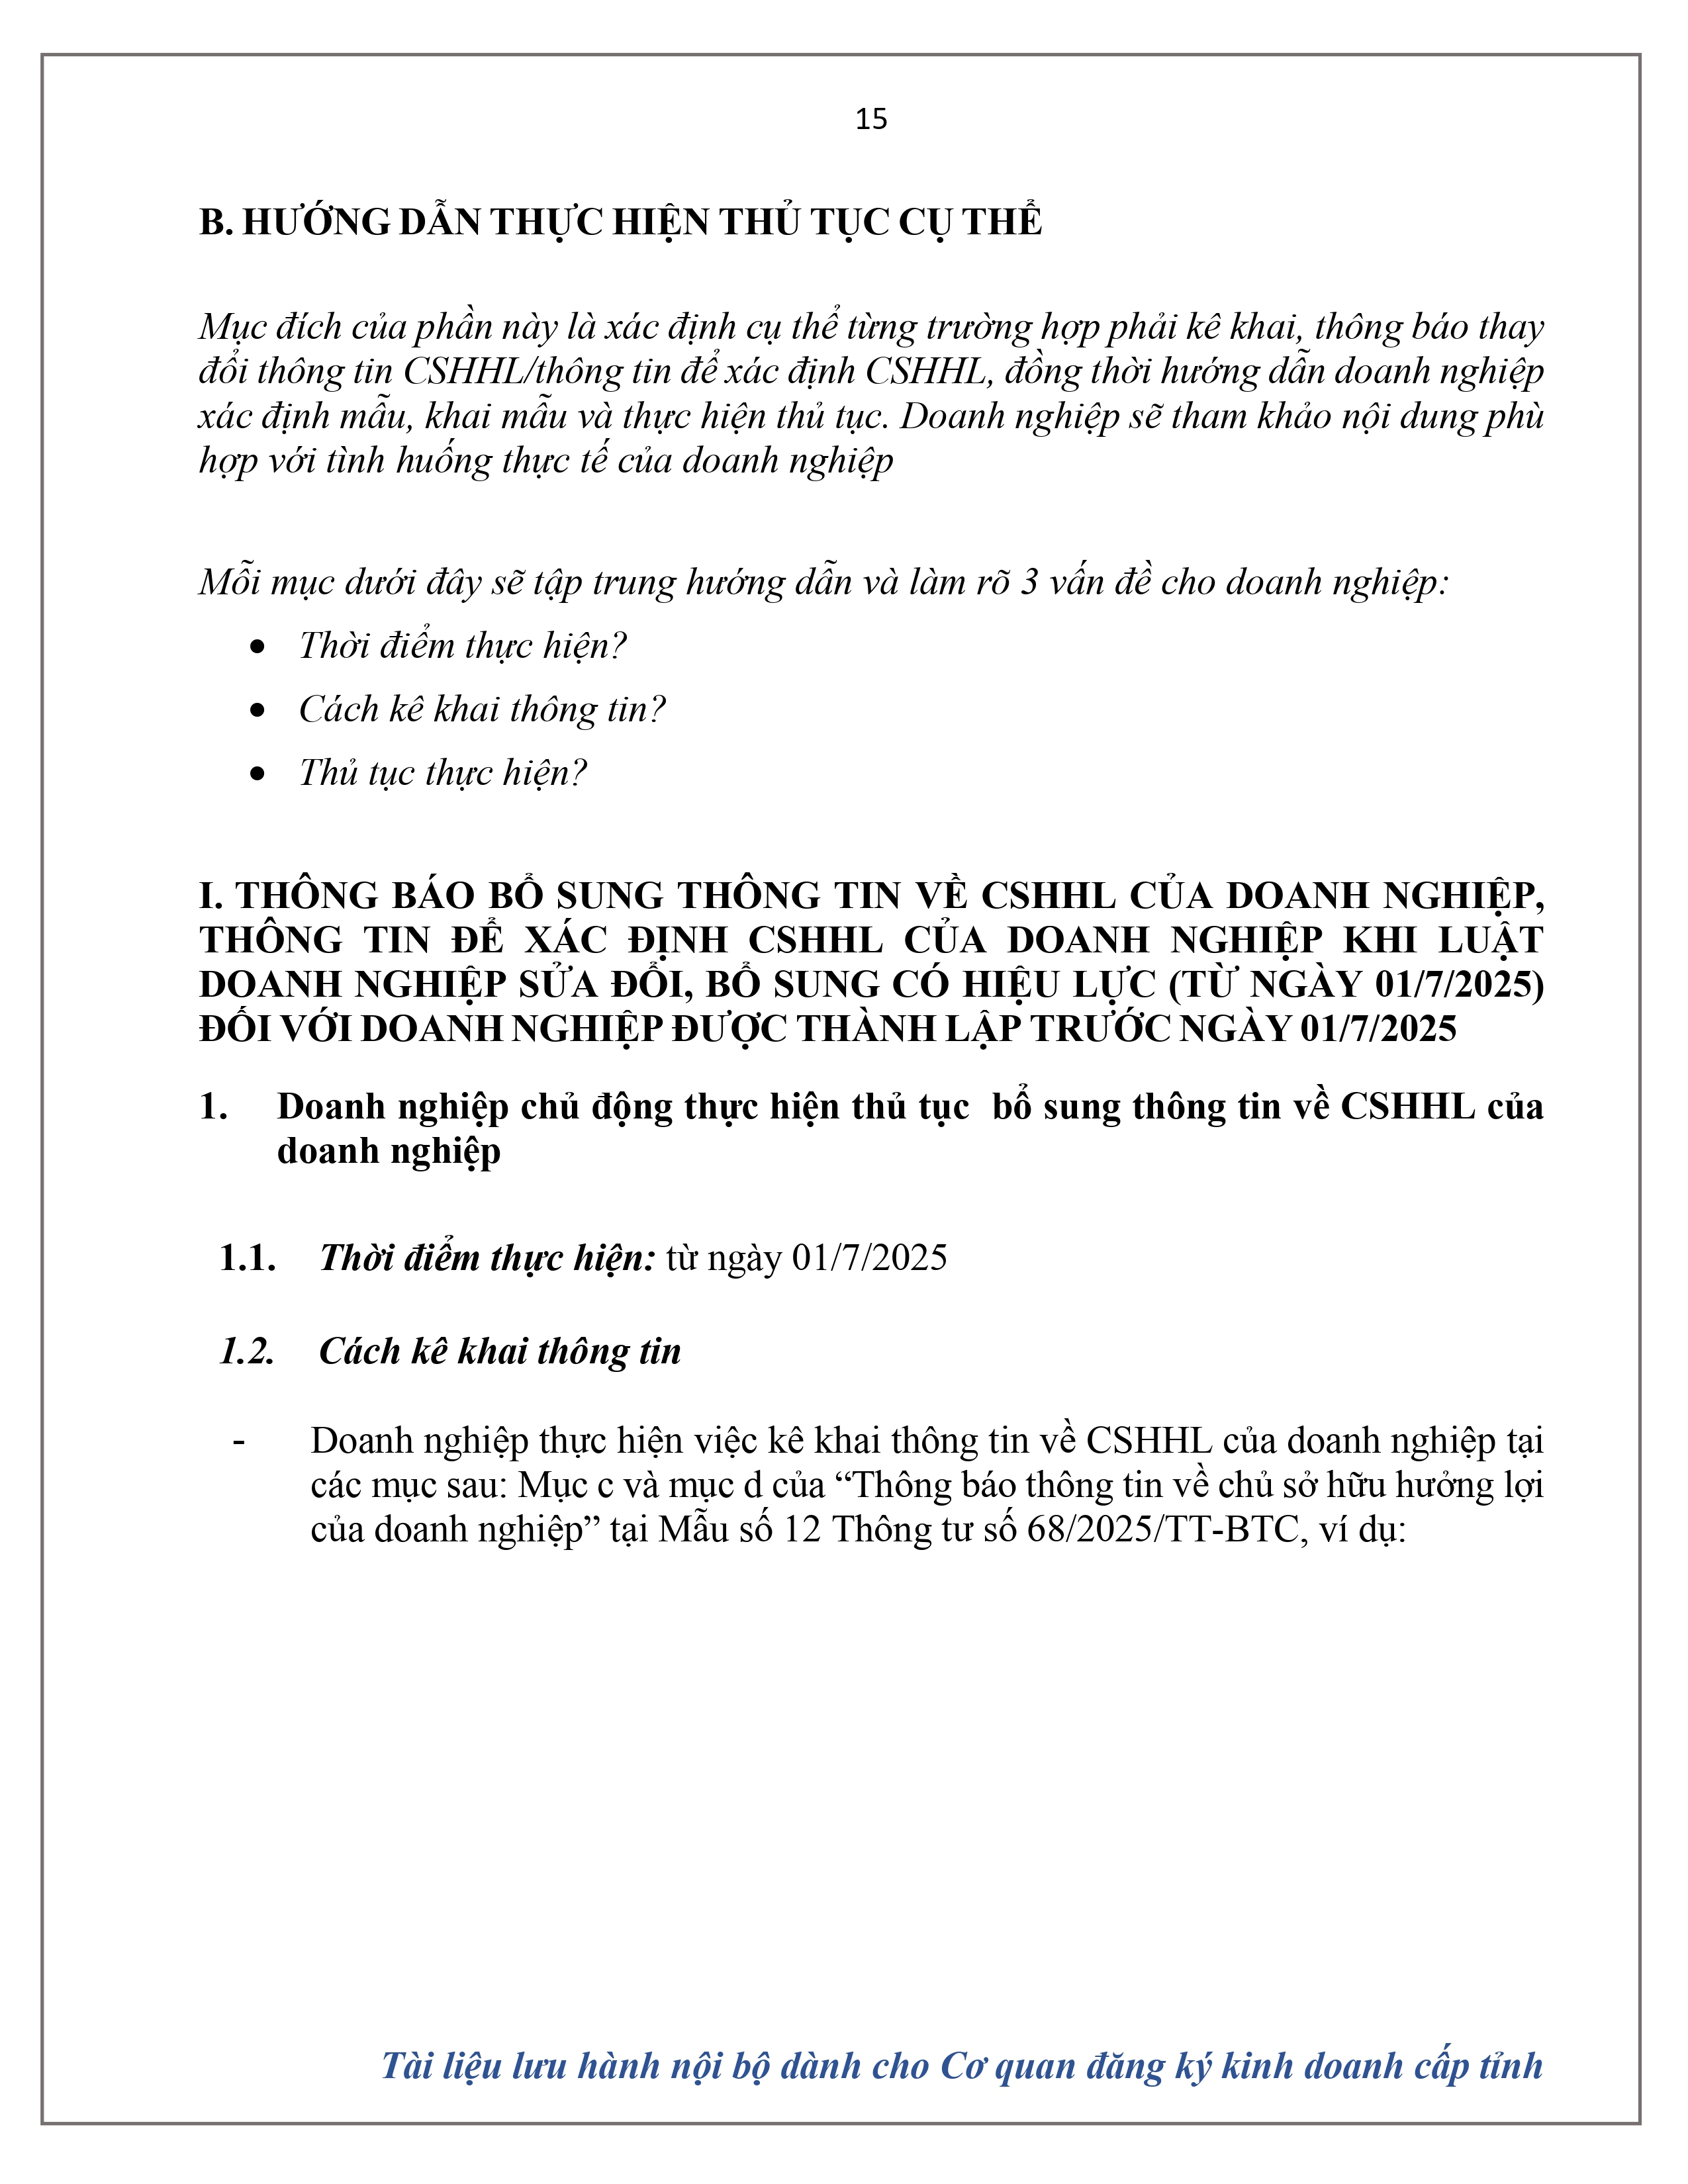 15
B. HƯỚNG DẪN THỰC HIỆN THỦ TỤC CỤ THỂ
Mục đích của phần này là xác định cụ thể từng trường hợp phải kê khai, thông báo thay
đổi thông tin CSHHL/thông tin để xác định CSHHL, đồng thời hướng dẫn doanh nghiệp
xác định mẫu, khai mẫu và thực hiện thủ tục. Doanh nghiệp sẽ tham khảo nội dung phù
hợp với tình huống thực tế của doanh nghiệp
Mỗi mục dưới đây sẽ tập trung hướng dẫn và làm rõ 3 vấn đề cho doanh nghiệp:
• Thời điểm thực hiện?
• Cách kê khai thông tin?
• Thủ tục thực hiện?
I. THÔNG BÁO BỔ SUNG THÔNG TIN VỀ CSHHL CỦA DOANH NGHIỆP,
THÔNG TIN ĐỂ XÁC ĐỊNH CSHHL CỦA DOANH NGHIỆP KHI LUẬT
DOANH NGHIỆP SỬA ĐỔI, BỔ SUNG CÓ HIỆU LỰC (TỪ NGÀY 01/7/2025)
ĐỐI VỚI DOANH NGHIỆP ĐƯỢC THÀNH LẬP TRƯỚC NGÀY 01/7/2025
1. Doanh nghiệp chủ động thực hiện thủ tục bổ sung thông tin về CSHHL của
doanh nghiệp
1.1. Thời điểm thực hiện: từ ngày 01/7/2025
1.2. Cách kê khai thông tin
- Doanh nghiệp thực hiện việc kê khai thông tin về CSHHL của doanh nghiệp tại
các mục sau: Mục c và mục d của “Thông báo thông tin về chủ sở hữu hưởng lợi
của doanh nghiệp” tại Mẫu số 12 Thông tư số 68/2025/TT-BTC, ví dụ:
Tài liệu lưu hành nội bộ dành cho Cơ quan đăng ký kinh doanh cấp tỉnh